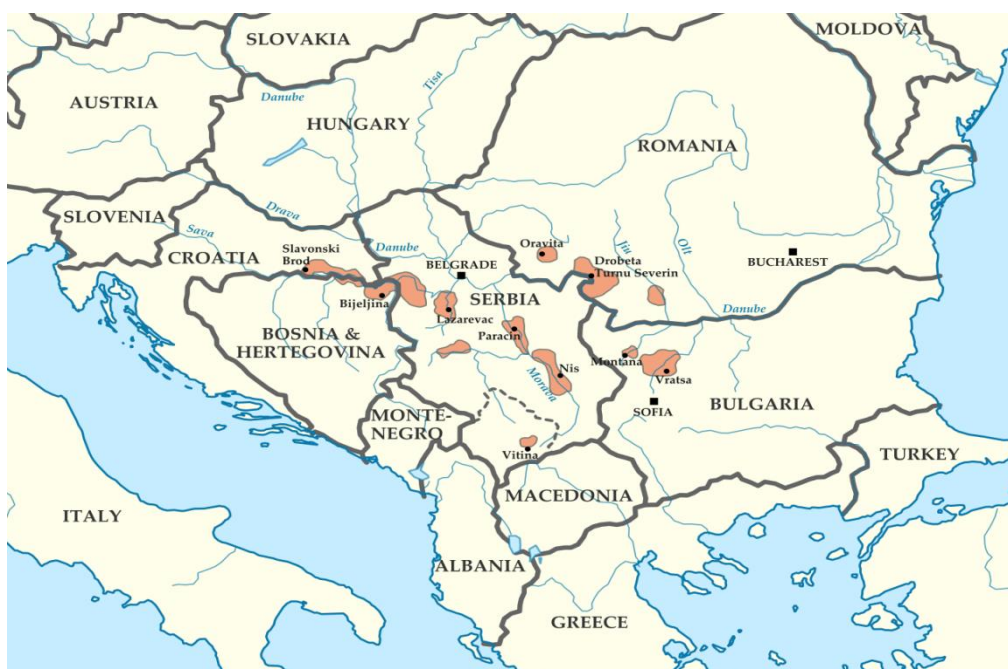 SLOVAKIA
MOLDOVA
AUSTRIA
Danube
Tisa
HUNGARY
ROMANIA
SLOVENIA
Drava
Sava
CROATIA
Slavonski
Brod
Danube
BELGRADE
Oravita
Jiu
Olt
Drobeta
Turnu Severin
BUCHAREST
Bijeljina
SERBIA
Lazarevac
Danube
BOSNIA &
HERTEGOVINA
Paracin
Montana
Nis
Morava
Vratsa
SOFIA
BULGARIA
MONTE-
NEGRO
Vitina
TURKEY
MACEDONIA
ITALY
ALBANIA
GREECE